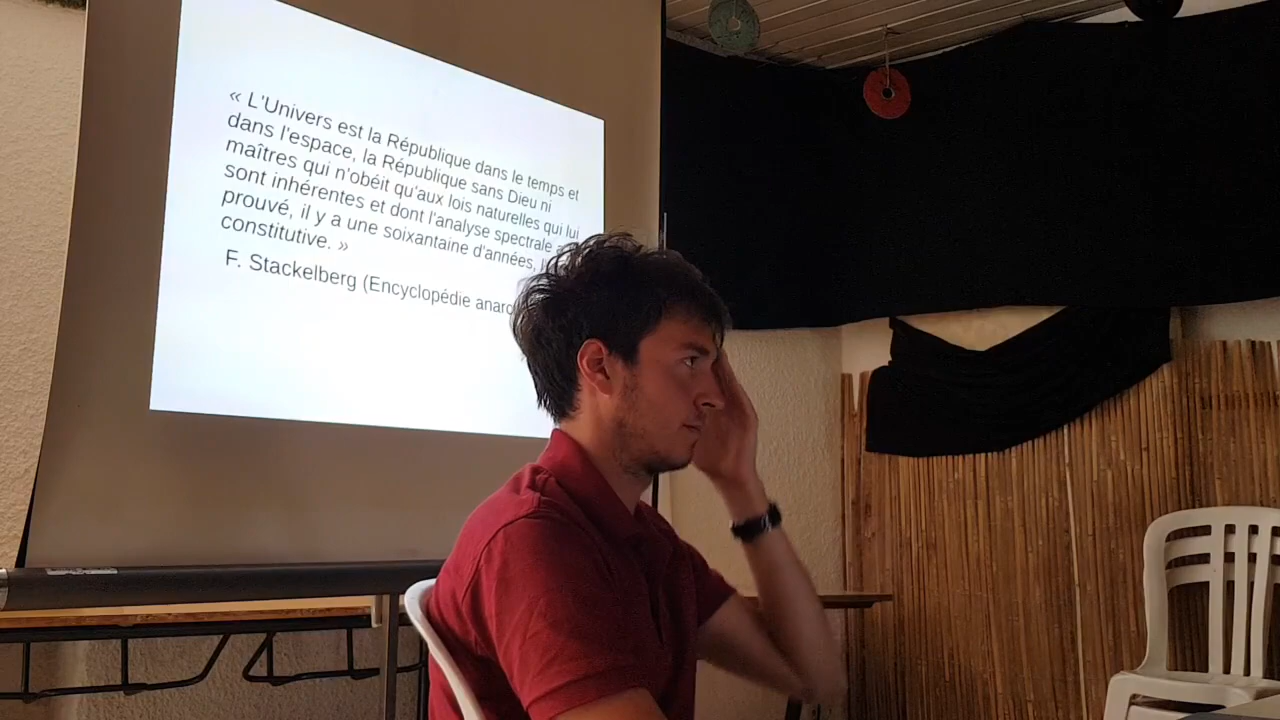 « L'Univers est la République dans le temps et
dans l'espace, la République sans Dieu ni
maîtres qui n'obéit qu'aux lois naturelles qui lui
sont inhérentes et dont l'analyse spectrale
prouvé, il y a une soixantaine d'années,
constitutive. »
F. Stackelberg (Encyclopédie